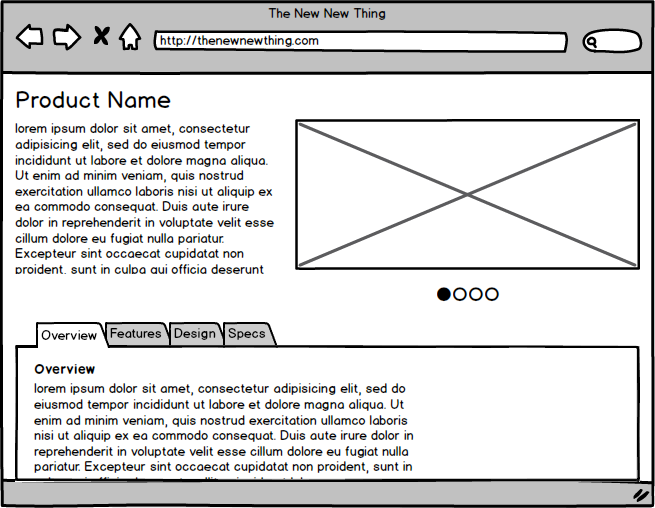 The New New Thing
http://thenewnewthing.com
Product Name
lorem ipsum dolor sit amet, consectetur
adipisicing elit, sed do eiusmod tempor
incididunt ut labore et dolore magna aliqua.
Ut enim ad minim veniam, quis nostrud
exercitation ullamco laboris nisi ut aliquip ex
ea commodo consequat. Duis aute irure
dolor in reprehenderit in voluptate velit esse
cillum dolore eu fugiat nulla pariatur.
Excepteur sint occaecat cupidatat non
proident, sunt in culpa qui officia deserunt
Overview Features Design Specs
Overview
lorem ipsum dolor sit amet, consectetur adipisicing elit, sed do
eiusmod tempor incididunt ut labore et dolore magna aliqua. Ut
enim ad minim veniam, quis nostrud exercitation ullamco laboris
nisi ut aliquip ex ea commodo consequat. Duis aute irure dolor in
reprehenderit in voluptate velit esse cillum dolore eu fugiat nulla
pariatur. Excepteur sint occaecat cupidatat non proident, sunt in